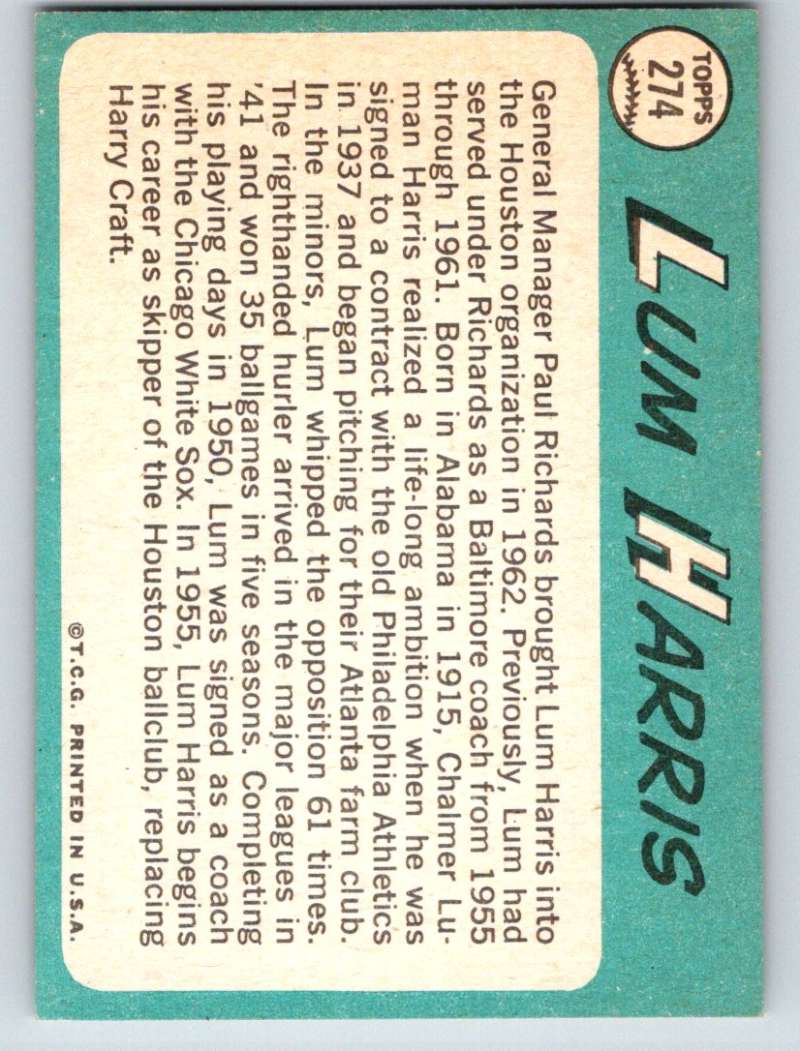 TOPPS
274
LUM HARRIS
General Manager Paul Richards brought Lum Harris into
the Houston organization in 1962. Previously, Lum had
served under Richards as a Baltimore coach from 1955
through 1961. Born in Alabama in 1915, Chalmer Lu-
man Harris realized a life-long ambition when he was
signed to a contract with the old Philadelphia Athletics
in 1937 and began pitching for their Atlanta farm club.
In the minors, Lum whipped the opposition 61 times.
The righthanded hurler arrived in the major leagues in
'41 and won 35 ballgames in five seasons. Completing
his playing days in 1950, Lum was signed as a coach
with the Chicago White Sox. In 1955, Lum Harris begins
his career as skipper of the Houston ballclub, replacing
Harry Craft.
©T.C.G. PRINTED IN U.S.A.